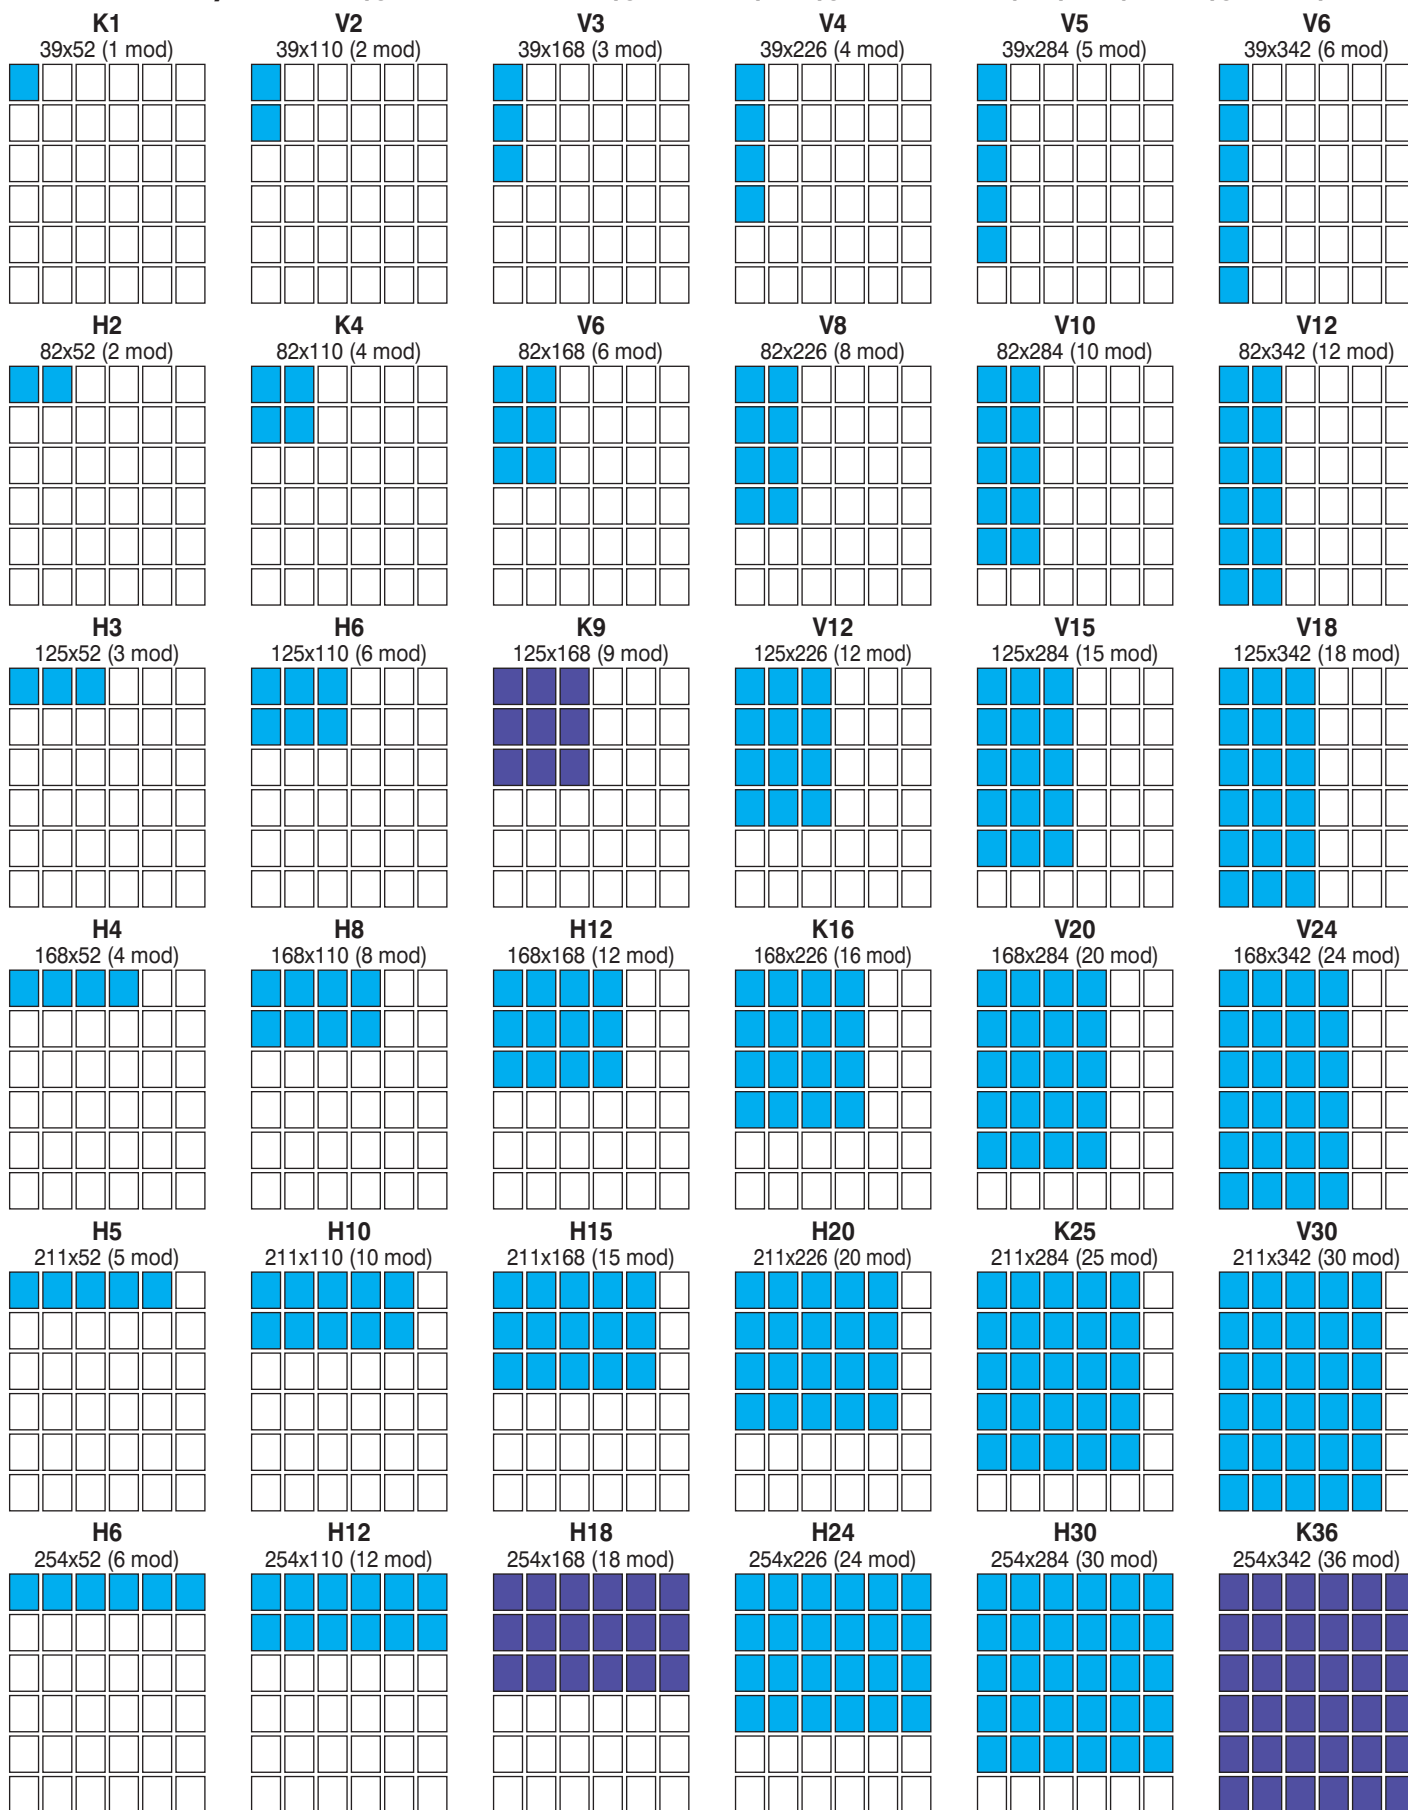 K1 V2 V3 V4 V5 V6
39x52 (1 mod) 39x110 (2 mod) 39x168 (3 mod) 39x226 (4 mod) 39x284 (5 mod) 39x342 (6 mod)
H2 K4 V6 V8 V10 V12
82x52 (2 mod) 82x110 (4 mod) 82x168 (6 mod) 82x226 (8 mod) 82x284 (10 mod) 82x342 (12 mod)
H3 H6 K9 V12 V15 V18
125x52 (3 mod) 125x110 (6 mod) 125x168 (9 mod) 125x226 (12 mod) 125x284 (15 mod) 125x342 (18 mod)
H4 H8 H12 K16 V20 V24
168x52 (4 mod) 168x110 (8 mod) 168x168 (12 mod) 168x226 (16 mod) 168x284 (20 mod) 168x342 (24 mod)
H5 H10 H15 H20 K25 V30
211x52 (5 mod) 211x110 (10 mod) 211x168 (15 mod) 211x226 (20 mod) 211x284 (25 mod) 211x342 (30 mod)
H6 H12 H18 H24 H30 K36
254x52 (6 mod) 254x110 (12 mod) 254x168 (18 mod) 254x226 (24 mod) 254x284 (30 mod) 254x342 (36 mod)